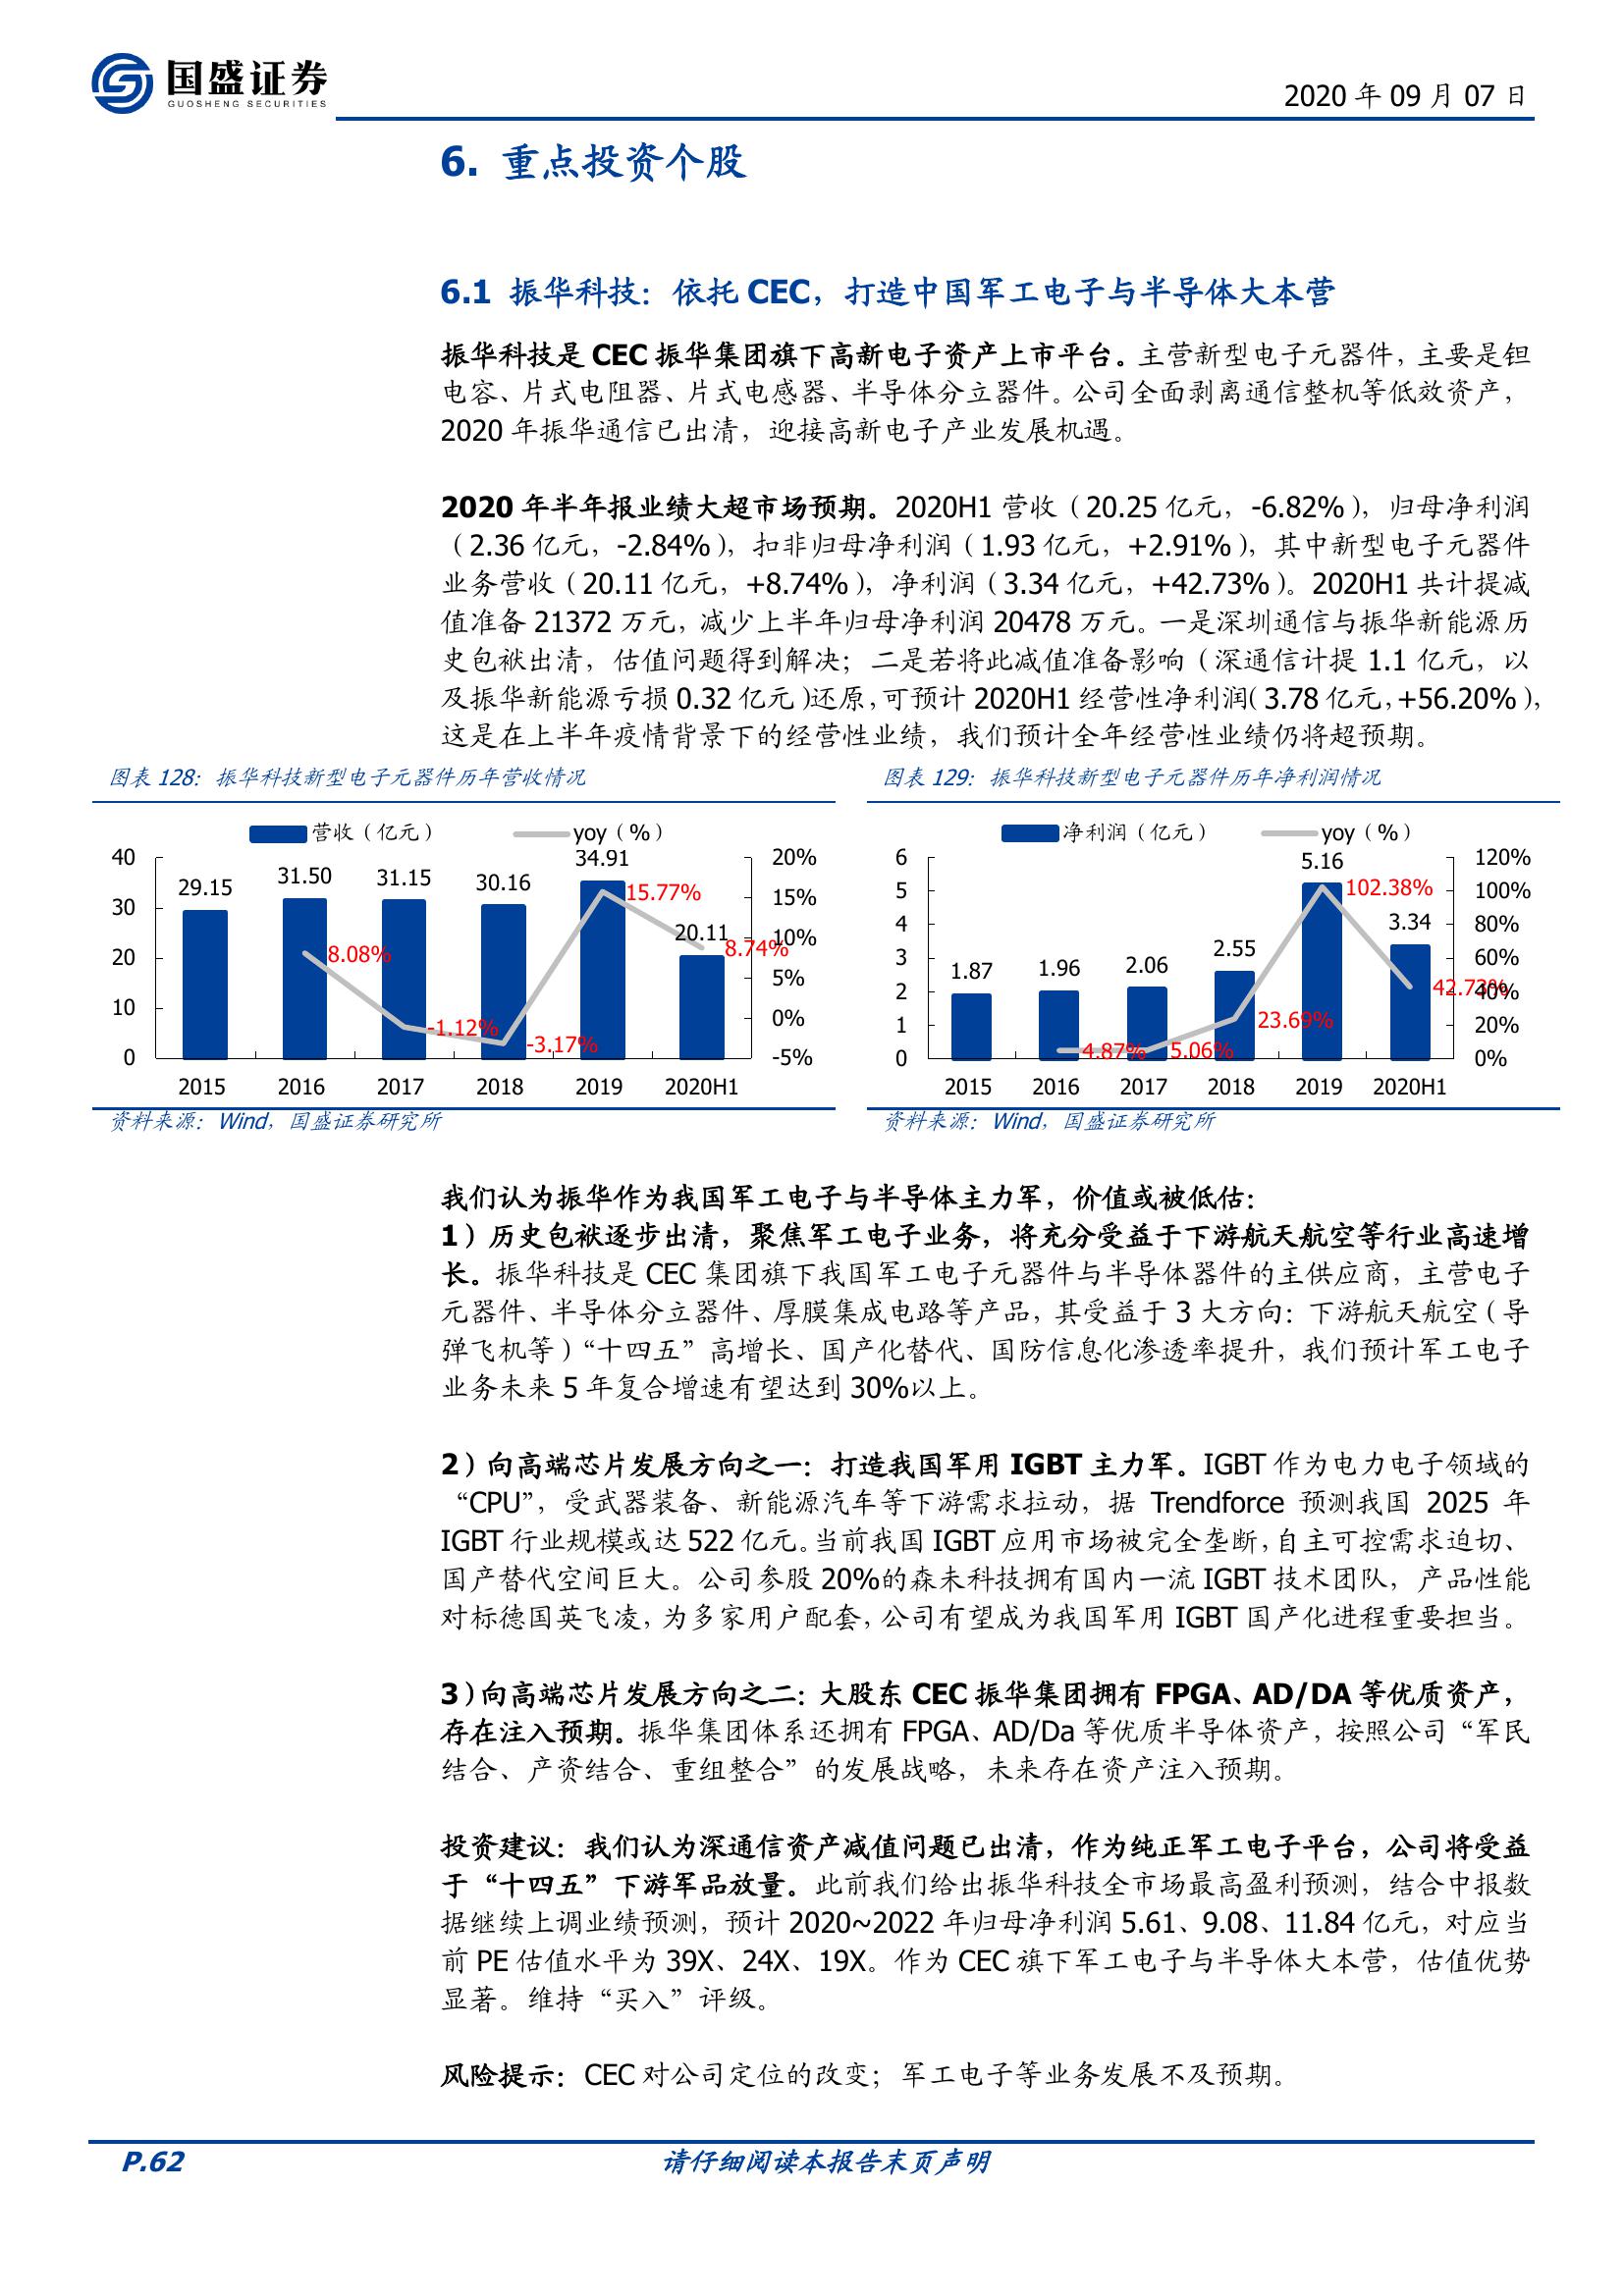 国盛证券
GUOSHENG SECURITIES
2020 年 09 月 07 日
6. 重点投资个股
6.1 振华科技：依托 CEC，打造中国军工电子与半导体大本营
振华科技是 CEC 振华集团旗下高新电子资产上市平台。主营新型电子元器件，主要是钽
电容、片式电阻器、片式电感器、半导体分立器件。公司全面剥离通信整机等低效资产，
2020 年振华通信已出清，迎接高新电子产业发展机遇。
2020 年半年报业绩大超市场预期。2020H1 营收（20.25 亿元，-6.82%），归母净利润
（2.36 亿元，-2.84%），扣非归母净利润（1.93 亿元，+2.91%），其中新型电子元器件
业务营收（20.11 亿元，+8.74%），净利润（3.34 亿元，+42.73%）。2020H1 共计提减
值准备 21372 万元，减少上半年归母净利润 20478 万元。一是深圳通信与振华新能源历
史包袱出清，估值问题得到解决；二是若将此减值准备影响（深通信计提 1.1 亿元，以
及振华新能源亏损 0.32 亿元）还原，可预计 2020H1 经营性净利润（3.78 亿元，+56.20%），
这是在上半年疫情背景下的经营性业绩，我们预计全年经营性业绩仍将超预期。
图表 128：振华科技新型电子元器件历年营收情况
营收（亿元） yoy（%）
40 30 20 10 0
29.15 31.50 31.15 30.16 34.91 20.11
8.08% -1.12% -3.17% 15.77% 8.74%
20% 15% 10% 5% 0% -5%
2015 2016 2017 2018 2019 2020H1
资料来源：Wind，国盛证券研究所
图表 129：振华科技新型电子元器件历年净利润情况
净利润（亿元） yoy（%）
6 5 4 3 2 1 0
1.87 1.96 2.06 2.55 5.16 3.34
4.87% 5.06% 23.69% 102.38% 42.73%
120% 100% 80% 60% 40% 20% 0%
2015 2016 2017 2018 2019 2020H1
资料来源：Wind，国盛证券研究所
我们认为振华作为我国军工电子与半导体主力军，价值或被低估：
1）历史包袱逐步出清，聚焦军工电子业务，将充分受益于下游航天航空等行业高速增
长。振华科技是 CEC 集团旗下我国军工电子元器件与半导体器件的主供应商，主营电子
元器件、半导体分立器件、厚膜集成电路等产品，其受益于 3 大方向：下游航天航空（导
弹飞机等）“十四五”高增长、国产化替代、国防信息化渗透率提升，我们预计军工电子
业务未来 5 年复合增速有望达到 30%以上。
2）向高端芯片发展方向之一：打造我国军用 IGBT 主力军。IGBT 作为电力电子领域的
“CPU”，受武器装备、新能源汽车等下游需求拉动，据 Trendforce 预测我国 2025 年
IGBT 行业规模或达 522 亿元。当前我国 IGBT 应用市场被完全垄断，自主可控需求迫切、
国产替代空间巨大。公司参股 20%的森未科技拥有国内一流 IGBT 技术团队，产品性能
对标德国英飞凌，为多家用户配套，公司有望成为我国军用 IGBT 国产化进程重要担当。
3）向高端芯片发展方向之二：大股东 CEC 振华集团拥有 FPGA、AD/DA 等优质资产，
存在注入预期。振华集团体系还拥有 FPGA、AD/Da 等优质半导体资产，按照公司“军民
结合、产资结合、重组整合”的发展战略，未来存在资产注入预期。
投资建议：我们认为深通信资产减值问题已出清，作为纯正军工电子平台，公司将受益
于“十四五”下游军品放量。此前我们给出振华科技全市场最高盈利预测，结合中报数
据继续上调业绩预测，预计 2020~2022 年归母净利润 5.61、9.08、11.84 亿元，对应当
前 PE 估值水平为 39X、24X、19X。作为 CEC 旗下军工电子与半导体大本营，估值优势
显著。维持“买入”评级。
风险提示：CEC 对公司定位的改变；军工电子等业务发展不及预期。
P.62 请仔细阅读本报告末页声明